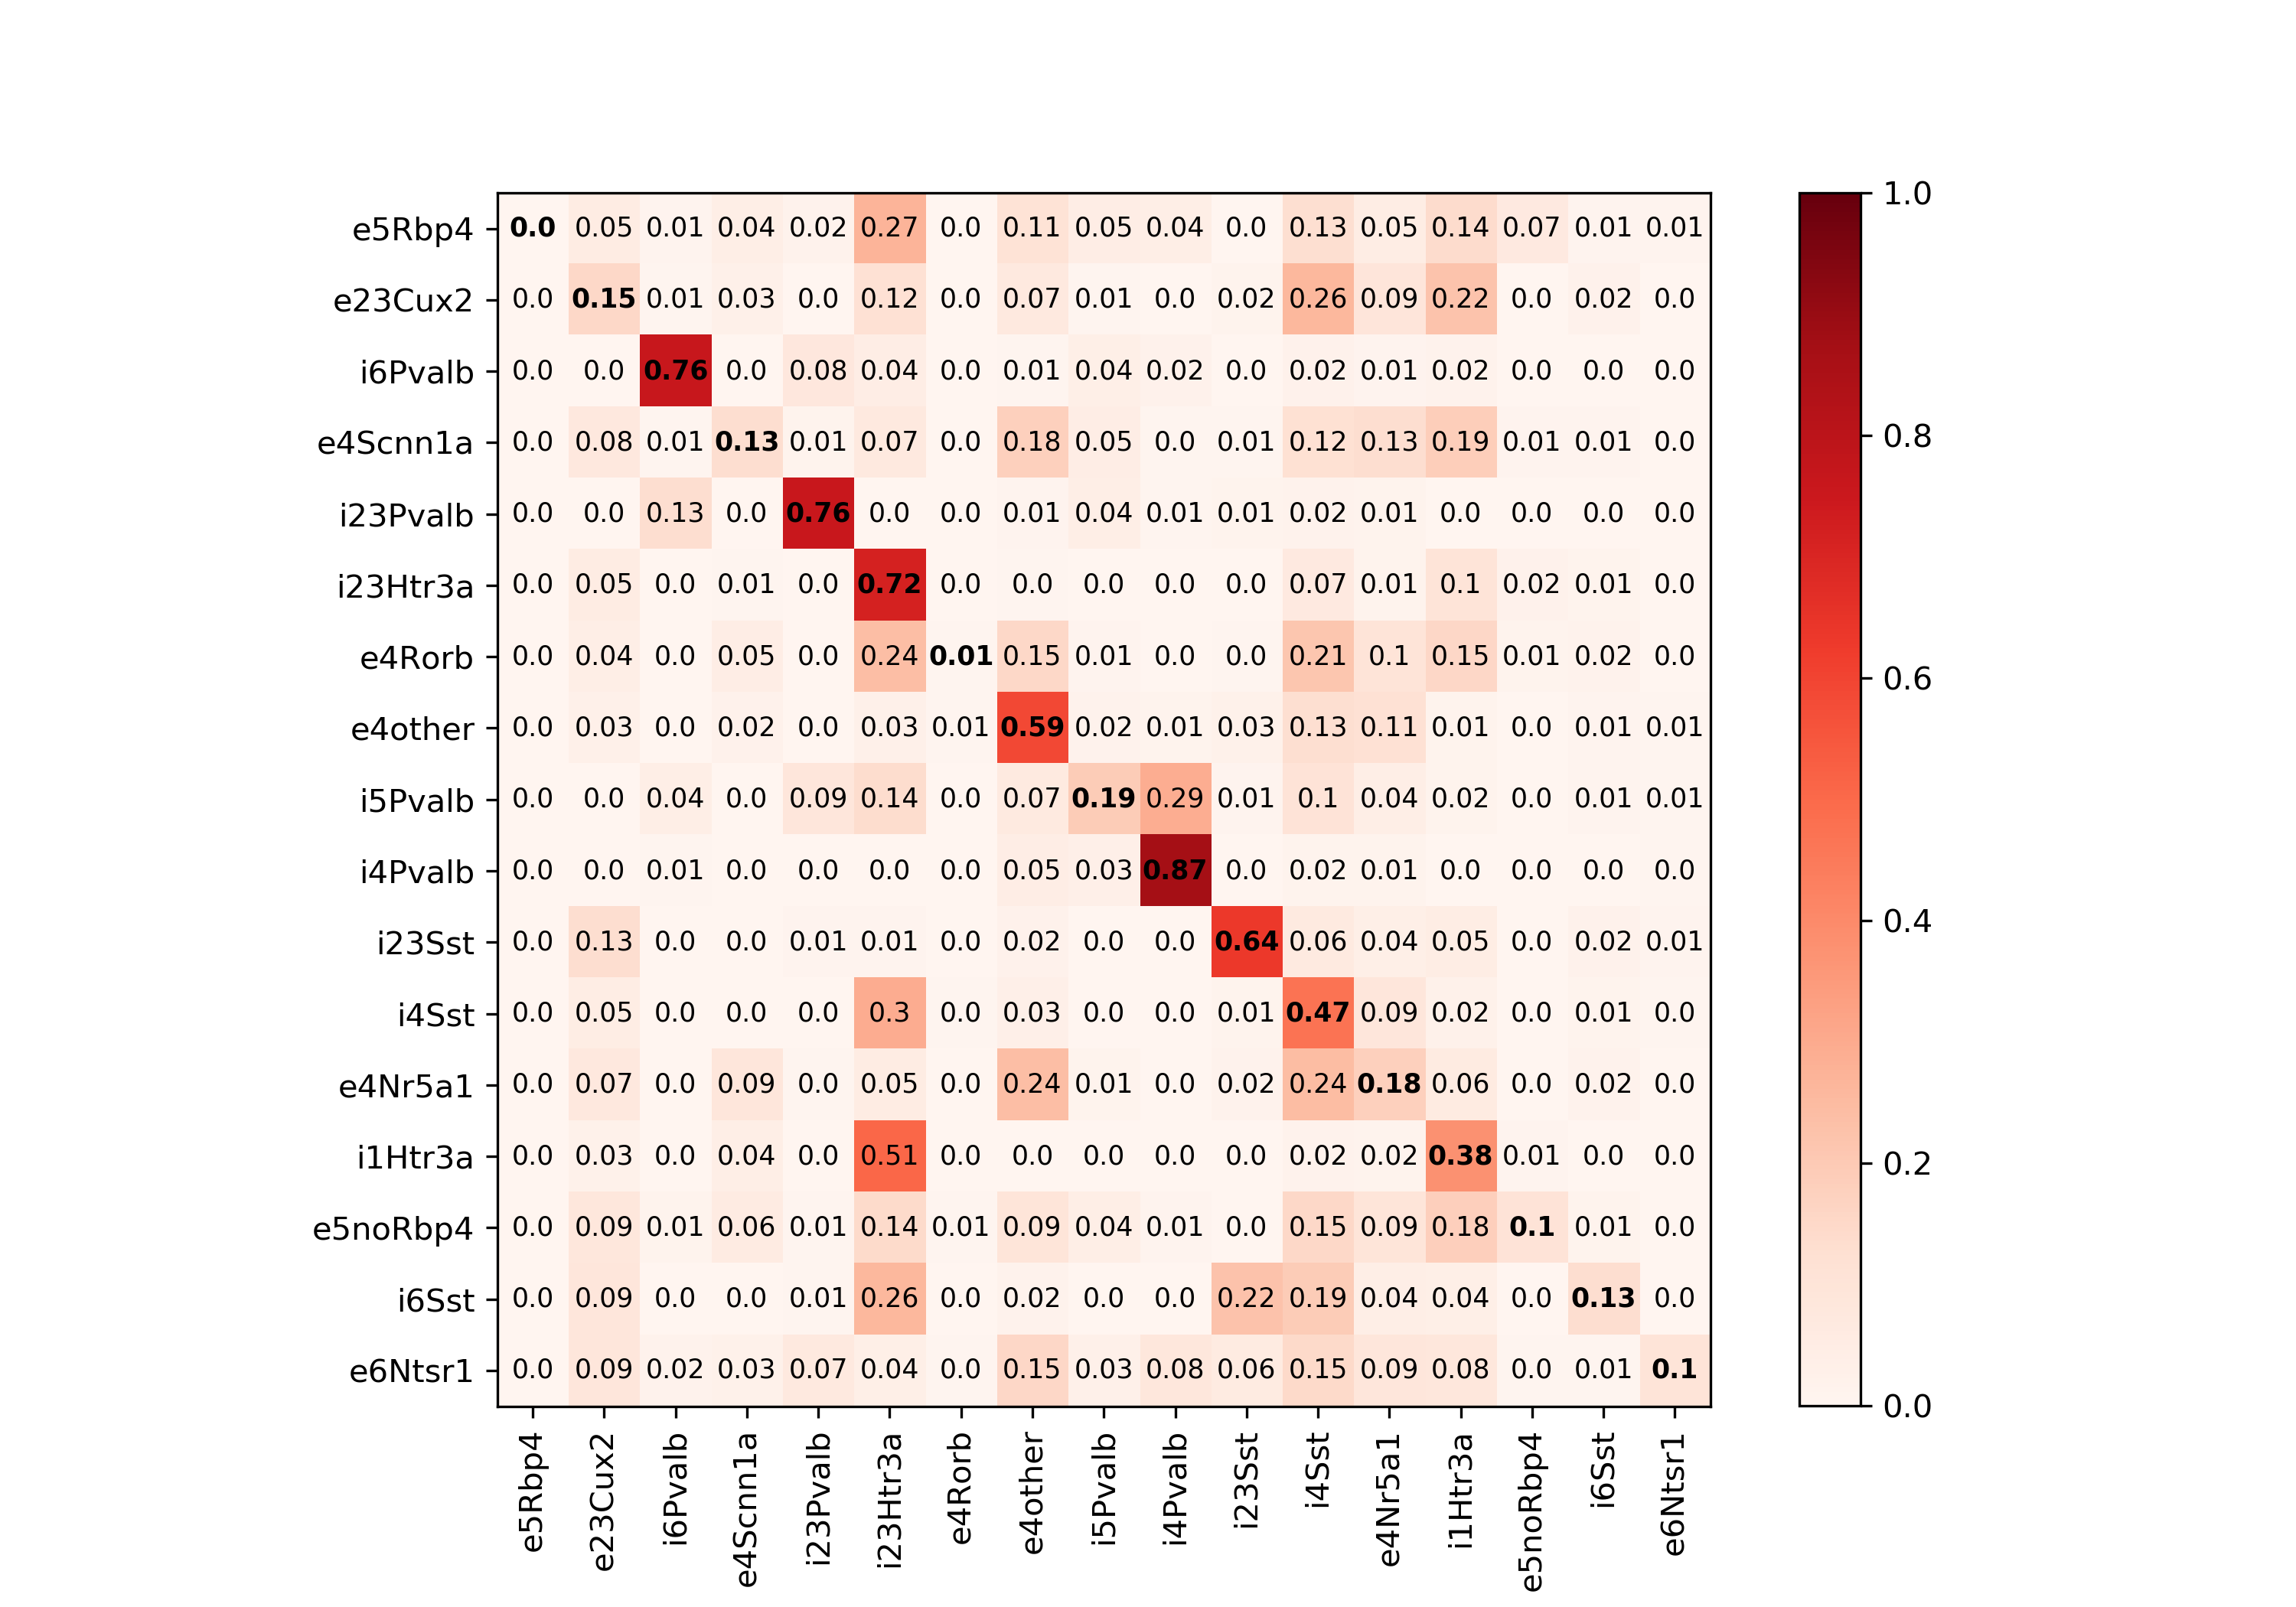 e5Rbp4 0.0 0.05 0.01 0.04 0.02 0.27 0.0 0.11 0.05 0.04 0.0 0.13 0.05 0.14 0.07 0.01 0.01
e23Cux2 0.0 0.15 0.01 0.03 0.0 0.12 0.0 0.07 0.01 0.0 0.02 0.26 0.09 0.22 0.0 0.02 0.0
i6Pvalb 0.0 0.0 0.76 0.0 0.08 0.04 0.0 0.01 0.04 0.02 0.0 0.02 0.01 0.02 0.0 0.0 0.0
e4Scnn1a 0.0 0.08 0.01 0.13 0.01 0.07 0.0 0.18 0.05 0.0 0.01 0.12 0.13 0.19 0.01 0.01 0.0
i23Pvalb 0.0 0.0 0.13 0.0 0.76 0.0 0.0 0.01 0.04 0.01 0.01 0.02 0.01 0.0 0.0 0.0 0.0
i23Htr3a 0.0 0.05 0.0 0.01 0.0 0.72 0.0 0.0 0.0 0.0 0.0 0.07 0.01 0.1 0.02 0.01 0.0
e4Rorb 0.0 0.04 0.0 0.05 0.0 0.24 0.01 0.15 0.01 0.0 0.0 0.21 0.1 0.15 0.01 0.02 0.0
e4other 0.0 0.03 0.0 0.02 0.0 0.03 0.01 0.59 0.02 0.01 0.03 0.13 0.11 0.01 0.0 0.01 0.01
i5Pvalb 0.0 0.0 0.04 0.0 0.09 0.14 0.0 0.07 0.19 0.29 0.01 0.1 0.04 0.02 0.0 0.01 0.01
i4Pvalb 0.0 0.0 0.01 0.0 0.0 0.0 0.0 0.05 0.03 0.87 0.0 0.02 0.01 0.0 0.0 0.0 0.0
i23Sst 0.0 0.13 0.0 0.0 0.01 0.01 0.0 0.02 0.0 0.0 0.64 0.06 0.04 0.05 0.0 0.02 0.01
i4Sst 0.0 0.05 0.0 0.0 0.0 0.3 0.0 0.03 0.0 0.0 0.01 0.47 0.09 0.02 0.0 0.01 0.0
e4Nr5a1 0.0 0.07 0.0 0.09 0.0 0.05 0.0 0.24 0.01 0.0 0.02 0.24 0.18 0.06 0.0 0.02 0.0
i1Htr3a 0.0 0.03 0.0 0.04 0.0 0.51 0.0 0.0 0.0 0.0 0.0 0.02 0.02 0.38 0.01 0.0 0.0
e5noRbp4 0.0 0.09 0.01 0.06 0.01 0.14 0.01 0.09 0.04 0.01 0.0 0.15 0.09 0.18 0.1 0.01 0.0
i6Sst 0.0 0.09 0.0 0.0 0.01 0.26 0.0 0.02 0.0 0.0 0.22 0.19 0.04 0.04 0.0 0.13 0.0
e6Ntsr1 0.0 0.09 0.02 0.03 0.07 0.04 0.0 0.15 0.03 0.08 0.06 0.15 0.09 0.08 0.0 0.01 0.1
e5Rbp4 e23Cux2 i6Pvalb e4Scnn1a i23Pvalb i23Htr3a e4Rorb e4other i5Pvalb i4Pvalb i23Sst i4Sst e4Nr5a1 i1Htr3a e5noRbp4 i6Sst e6Ntsr1
1.0
0.8
0.6
0.4
0.2
0.0